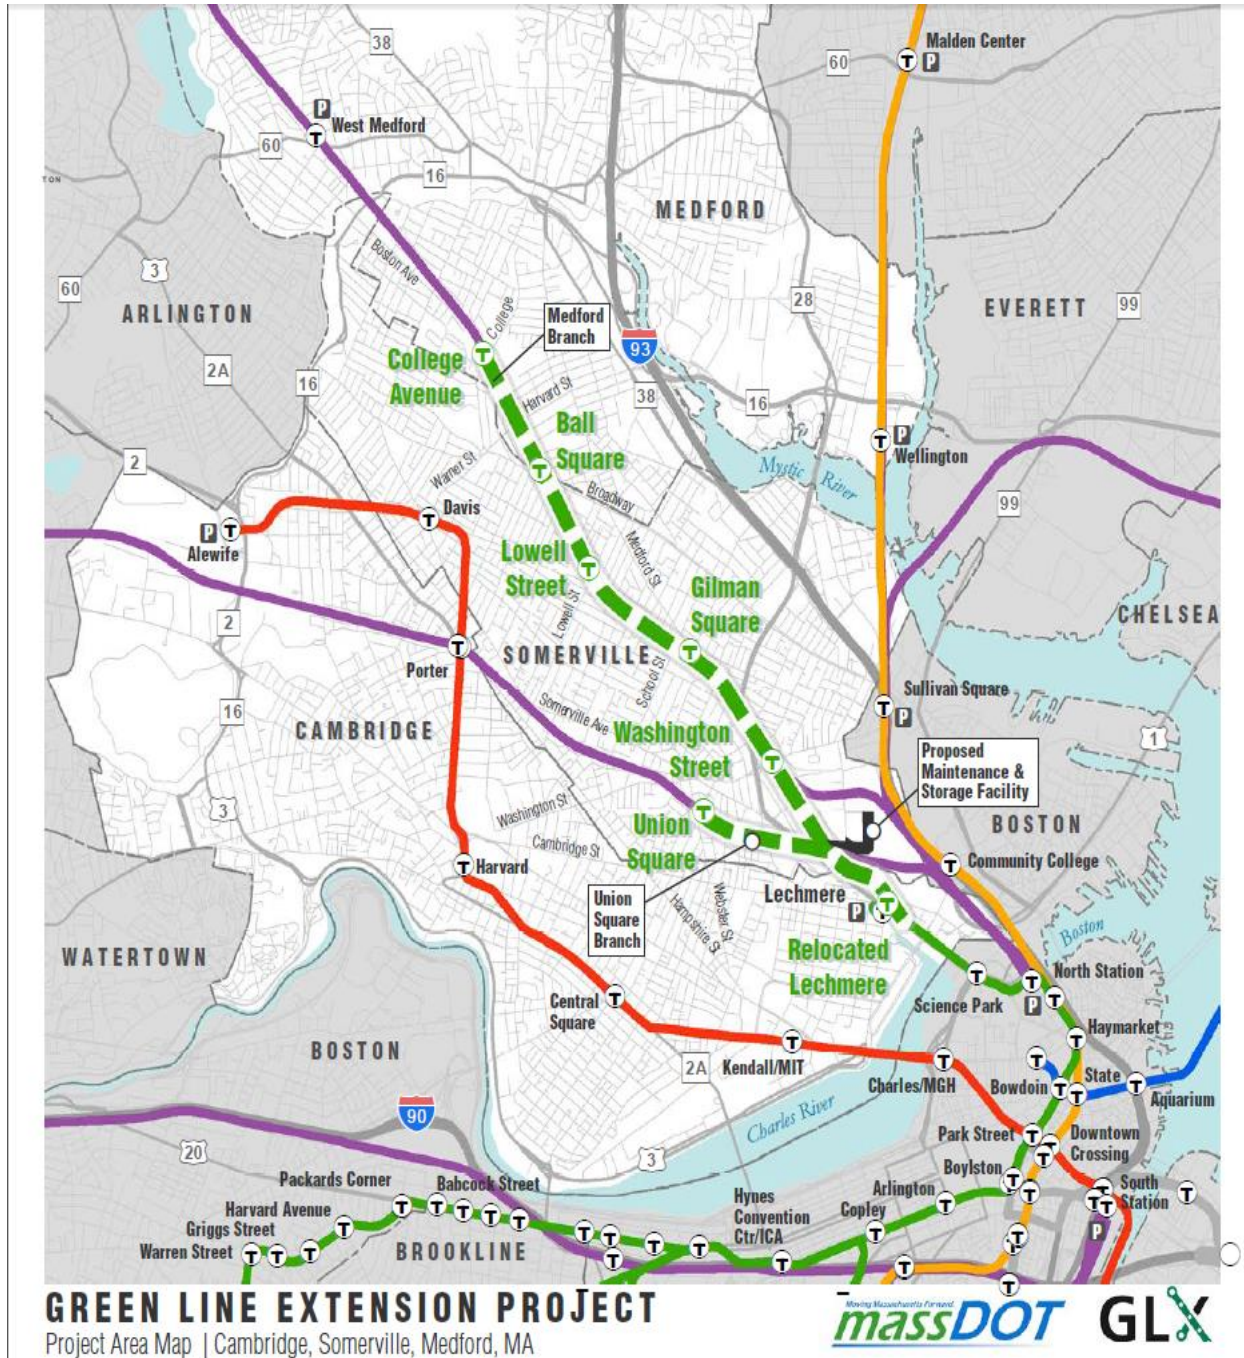 38
Malden Center
P
60
P
West Medford
60
16
MEDFORD
Boston Ave
3
60
ARLINGTON
28
EVERETT
99
College
Medford
Branch
93
College
Avenue
2A
16
Harvard St
38
16
Ball
Square
P
Wellington
Mystic River
2
Warner St
Broadway
99
Davis
P
Alewife
Lowell
Street
Medford St
Gilman
Square
CHELSEA
2
Lowell St
Porter
SOMERVILLE
School St
Sullivan Square
P
16
CAMBRIDGE
Somerville Ave
Washington
Street
1
Proposed
Maintenance &
Storage Facility
3
Washington St
Union
Square
BOSTON
Cambridge St
Harvard
Community College
Union
Square
Branch
Webster St
Hampshire St
Lechmere
P
Boston
WATERTOWN
Relocated
Lechmere
North Station
Science Park
P
Central
Square
Haymarket
BOSTON
Kendall/MIT
2A
Charles/MGH
Bowdoin
State
Aquarium
90
Charles River
Park Street
Downtown
Crossing
20
3
Boylston
Packards Corner
Babcock Street
Hynes
Convention
Ctr/ICA
Arlington
South
Station
Harvard Avenue
Copley
Griggs Street
P
Warren Street
BROOKLINE
GREEN LINE EXTENSION PROJECT
Project Area Map | Cambridge, Somerville, Medford, MA
Moving Massachusetts Forward.
massDOT
GLX